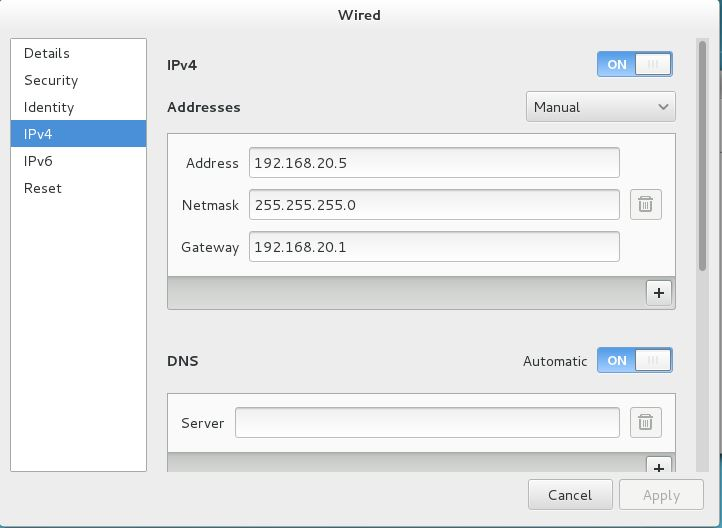 Wired
Details
Security
Identity
IPv4
IPv6
Reset
IPv4 ON
Addresses Manual
Address 192.168.20.5
Netmask 255.255.255.0
Gateway 192.168.20.1
+
DNS Automatic ON
Server
+
Cancel Apply